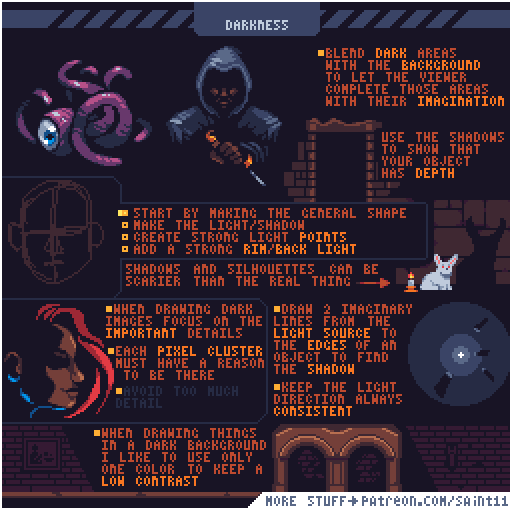 DARKNESS
BLEND DARK AREAS
WITH THE BACKGROUND
TO LET THE VIEWER
COMPLETE THOSE AREAS
WITH THEIR IMAGINATION
USE THE SHADOWS
TO SHOW THAT
YOUR OBJECT
HAS DEPTH
START BY MAKING THE GENERAL SHAPE
MAKE THE LIGHT/SHADOW
CREATE STRONG LIGHT POINTS
ADD A STRONG RIM/BACK LIGHT
SHADOWS AND SILHOUETTES CAN BE
SCARIER THAN THE REAL THING
WHEN DRAWING DARK
IMAGES FOCUS ON THE
IMPORTANT DETAILS
EACH PIXEL CLUSTER
MUST HAVE A REASON
TO BE THERE
AVOID TOO MUCH
DETAIL
DRAW 2 IMAGINARY
LINES FROM THE
LIGHT SOURCE TO
THE EDGES OF AN
OBJECT TO FIND
THE SHADOW
KEEP THE LIGHT
DIRECTION ALWAYS
CONSISTENT
WHEN DRAWING THINGS
IN A DARK BACKGROUND
I LIKE TO USE ONLY
ONE COLOR TO KEEP A
LOW CONTRAST
MORE STUFF→PATREON.COM/SAINT11